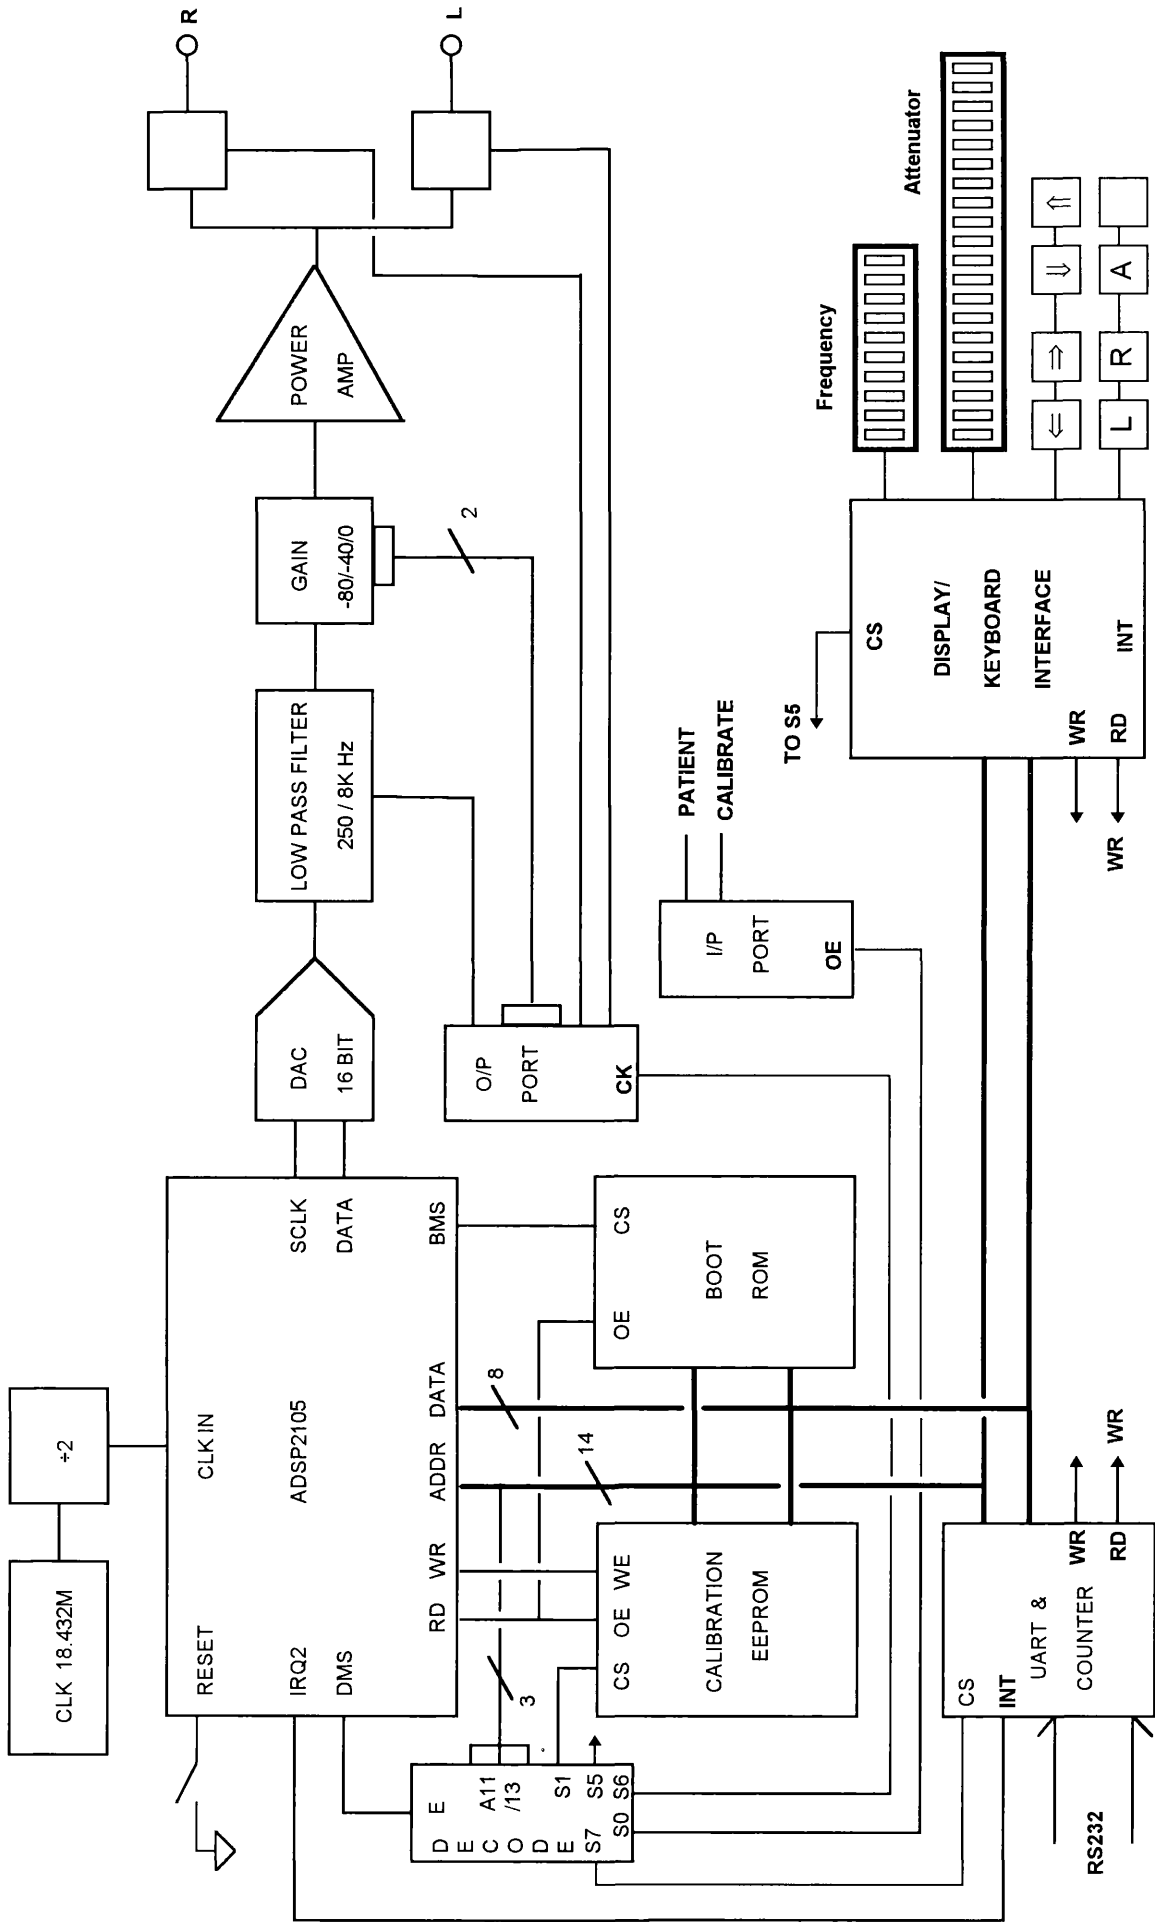 CLK 18.432M
÷2
RESET
CLK IN
IRQ2
DMS
ADSP2105
SCLK
DATA
RD WR ADDR DATA BMS
DAC
16 BIT
LOW PASS FILTER
250 / 8K Hz
GAIN
-80/-40/0
POWER
AMP
R
L
D
E
C
O
D
E
E
A11
/13
S1
S7 S5
S0 S6
3
14
8
2
O/P
PORT
CK
CS OE WE
CALIBRATION
EEPROM
OE CS
BOOT
ROM
I/P
PORT
OE
PATIENT
CALIBRATE
TO S5
Frequency
Attenuator
CS
DISPLAY/
KEYBOARD
INTERFACE
WR
RD INT
WR
⇐ ⇒ ⇓ ⇑
L R A
CS
INT
UART &
COUNTER
WR
RD
WR
RS232